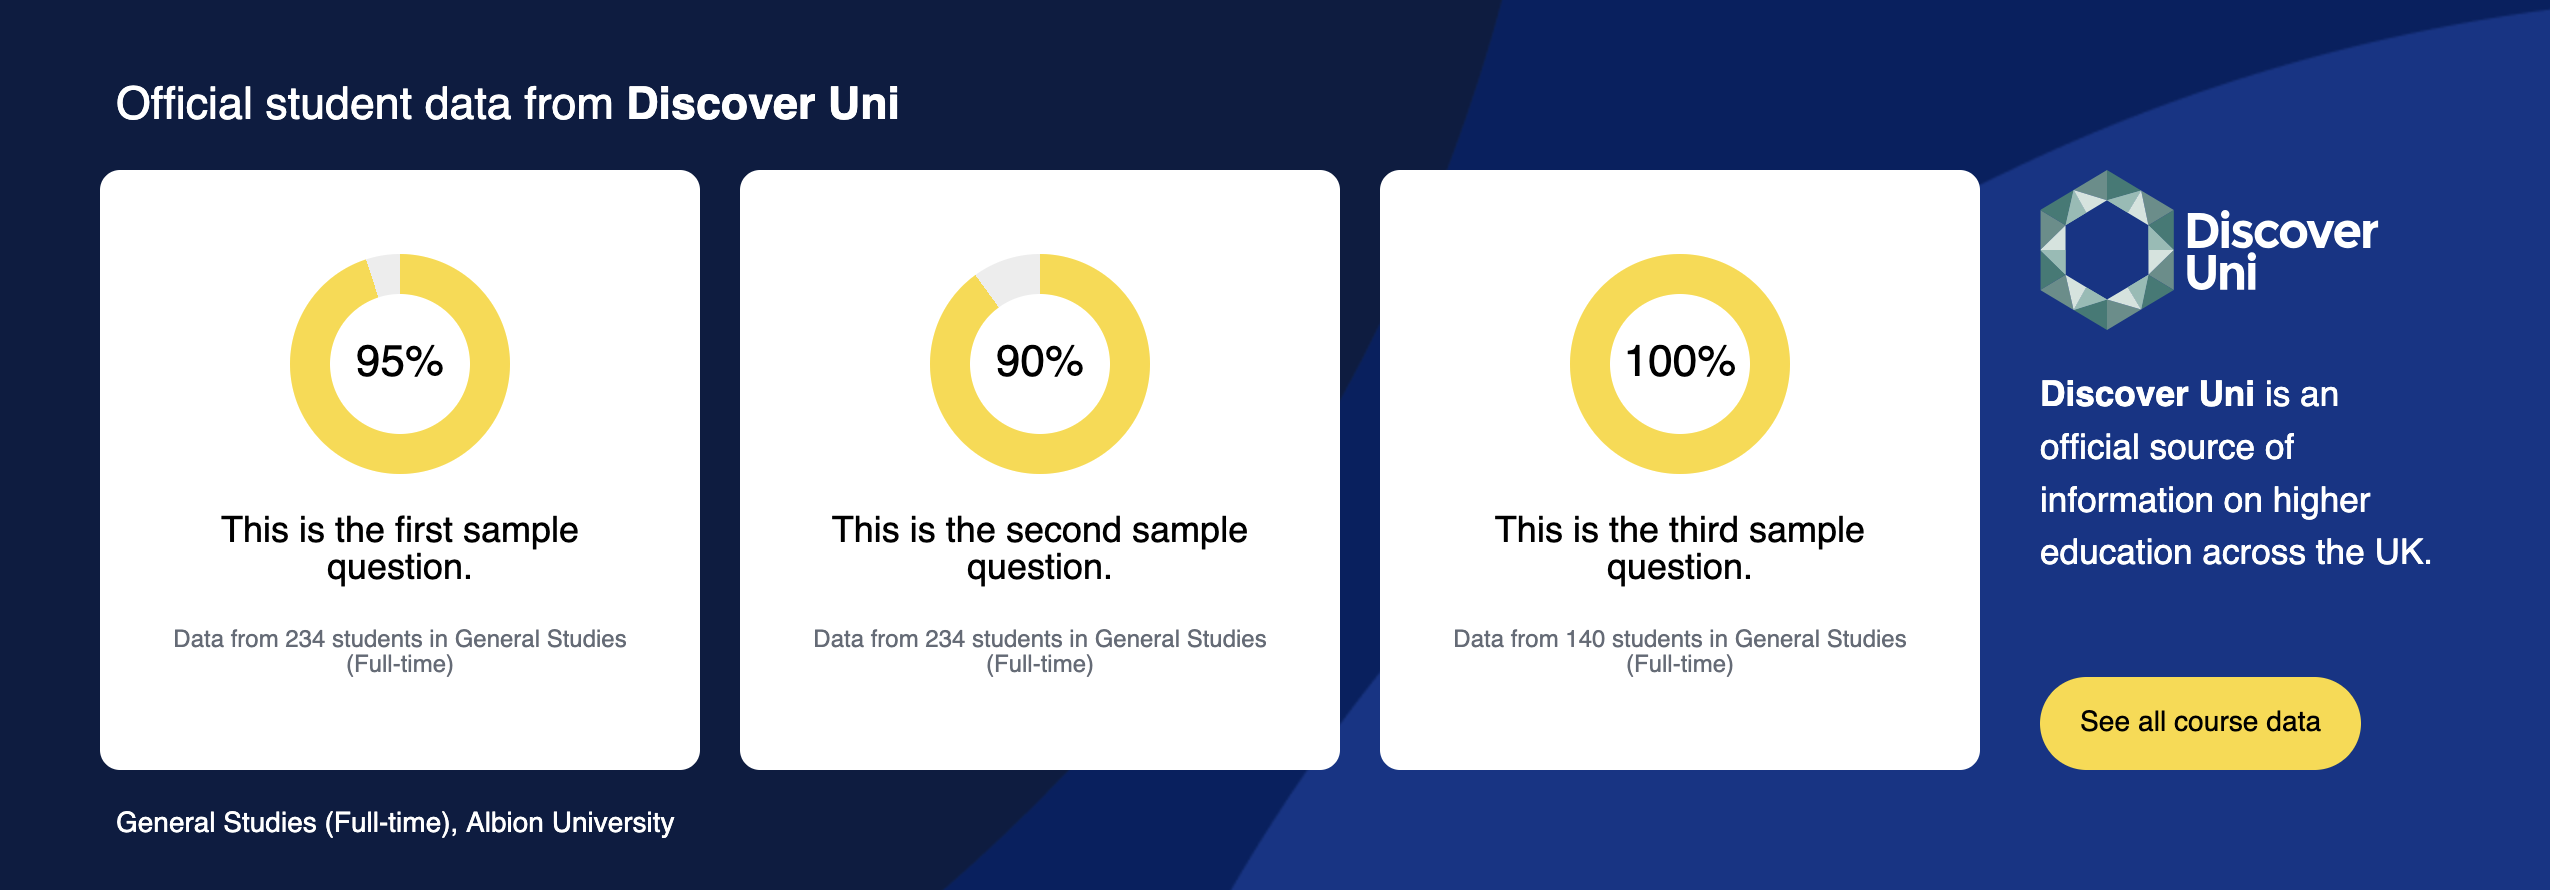 Official student data from Discover Uni
95%
This is the first sample
question.
Data from 234 students in General Studies
(Full-time)
90%
This is the second sample
question.
Data from 234 students in General Studies
(Full-time)
100%
This is the third sample
question.
Data from 140 students in General Studies
(Full-time)
Discover
Uni
Discover Uni is an
official source of
information on higher
education across the UK.
See all course data
General Studies (Full-time), Albion University